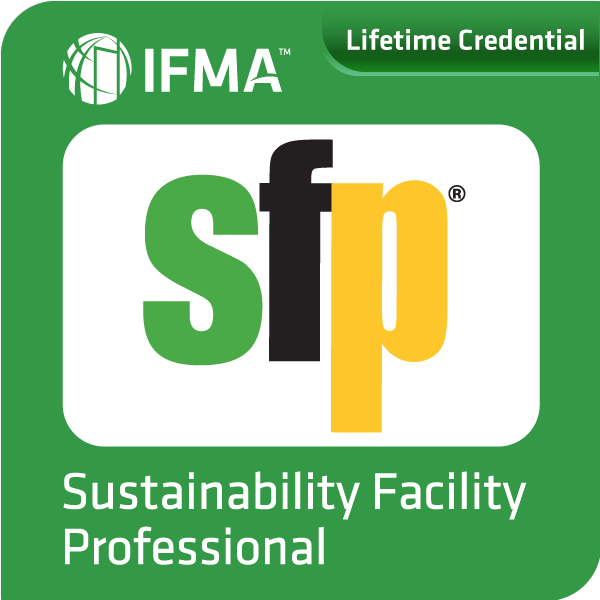 IFMA™
Lifetime Credential
sfp®
Sustainability Facility
Professional